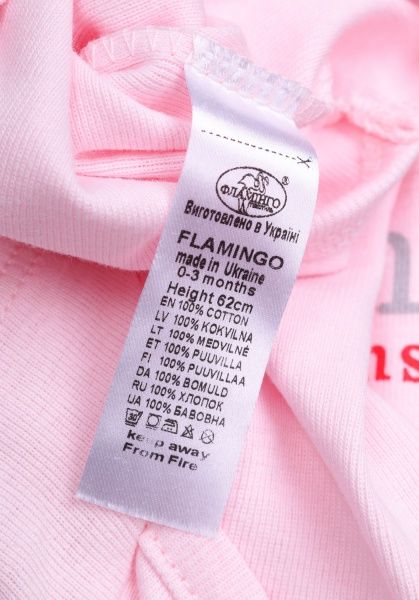 ФЛАМИНГО
®
Виготовлено в Україні
FLAMINGO
made in Ukraine
0-3 months
Height 62cm
EN 100% COTTON
LV 100% KOKVILNA
LT 100% MEDVILNĖ
ET 100% PUUVILLA
FI 100% PUUVILLAA
DA 100% BOMULD
RU 100% ХЛОПОК
UA 100% БАВОВНА
30
keep away
From Fire